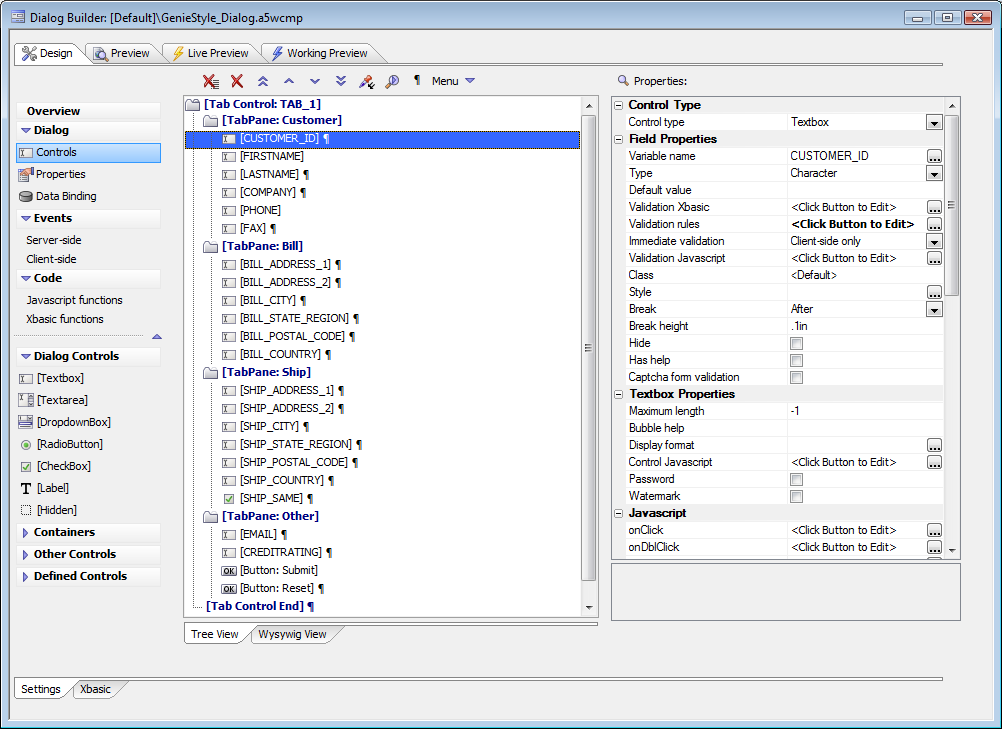 Dialog Builder: [Default]\GenieStyle_Dialog.a5wcmp
Design Preview Live Preview Working Preview
¶ Menu
Properties:
Overview
Dialog
Controls
Properties
Data Binding
Events
Server-side
Client-side
Code
Javascript functions
Xbasic functions
Dialog Controls
[Textbox]
[Textarea]
[DropdownBox]
[RadioButton]
[CheckBox]
T [Label]
[Hidden]
Containers
Other Controls
Defined Controls
[Tab Control: TAB_1]
[TabPane: Customer]
[CUSTOMER_ID] ¶
[FIRSTNAME]
[LASTNAME] ¶
[COMPANY] ¶
[PHONE]
[FAX] ¶
[TabPane: Bill]
[BILL_ADDRESS_1] ¶
[BILL_ADDRESS_2] ¶
[BILL_CITY] ¶
[BILL_STATE_REGION] ¶
[BILL_POSTAL_CODE] ¶
[BILL_COUNTRY] ¶
[TabPane: Ship]
[SHIP_ADDRESS_1] ¶
[SHIP_ADDRESS_2] ¶
[SHIP_CITY] ¶
[SHIP_STATE_REGION] ¶
[SHIP_POSTAL_CODE] ¶
[SHIP_COUNTRY] ¶
[SHIP_SAME] ¶
[TabPane: Other]
[EMAIL] ¶
[CREDITRATING] ¶
OK [Button: Submit]
OK [Button: Reset] ¶
[Tab Control End] ¶
Tree View Wysywig View
Control Type
Control type Textbox
Field Properties
Variable name CUSTOMER_ID
Type Character
Default value
Validation Xbasic <Click Button to Edit>
Validation rules <Click Button to Edit>
Immediate validation Client-side only
Validation Javascript <Click Button to Edit>
Class <Default>
Style
Break After
Break height .1in
Hide
Has help
Captcha form validation
Textbox Properties
Maximum length -1
Bubble help
Display format
Control Javascript <Click Button to Edit>
Password
Watermark
Javascript
onClick <Click Button to Edit>
onDblClick <Click Button to Edit>
Settings Xbasic